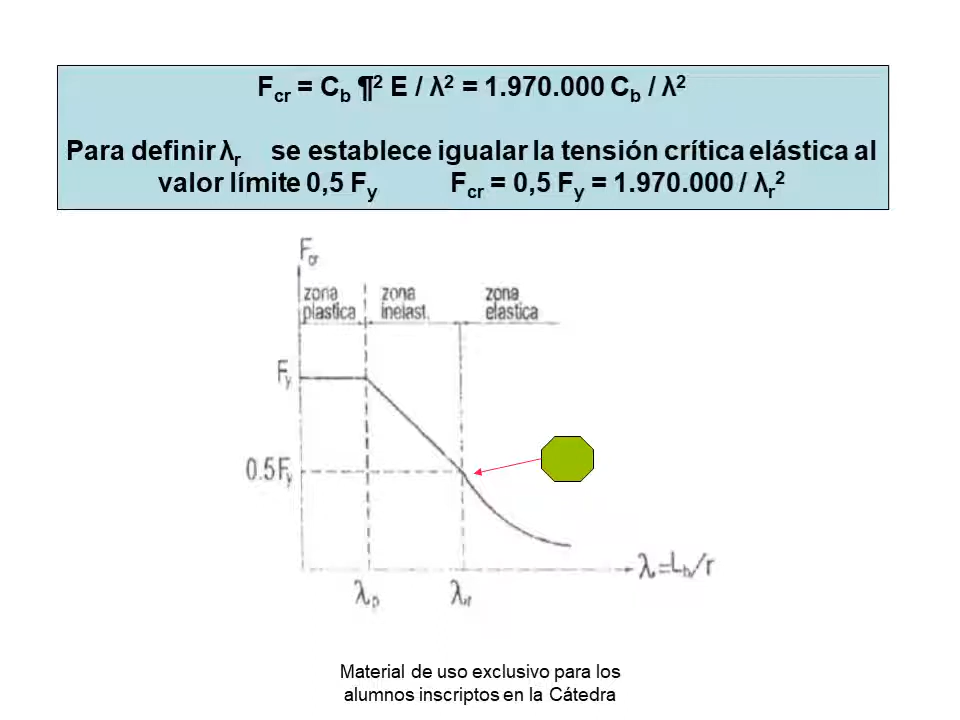 Fcr = Cb ¶² E / λ² = 1.970.000 Cb / λ²
Para definir λr se establece igualar la tensión crítica elástica al
valor límite 0,5 Fy Fcr = 0,5 Fy = 1.970.000 / λr²
Fcr
zona plastica
zona inelast.
zona elastica
Fy
0.5Fy
λ=Lb/r
λp
λr
Material de uso exclusivo para los
alumnos inscriptos en la Cátedra